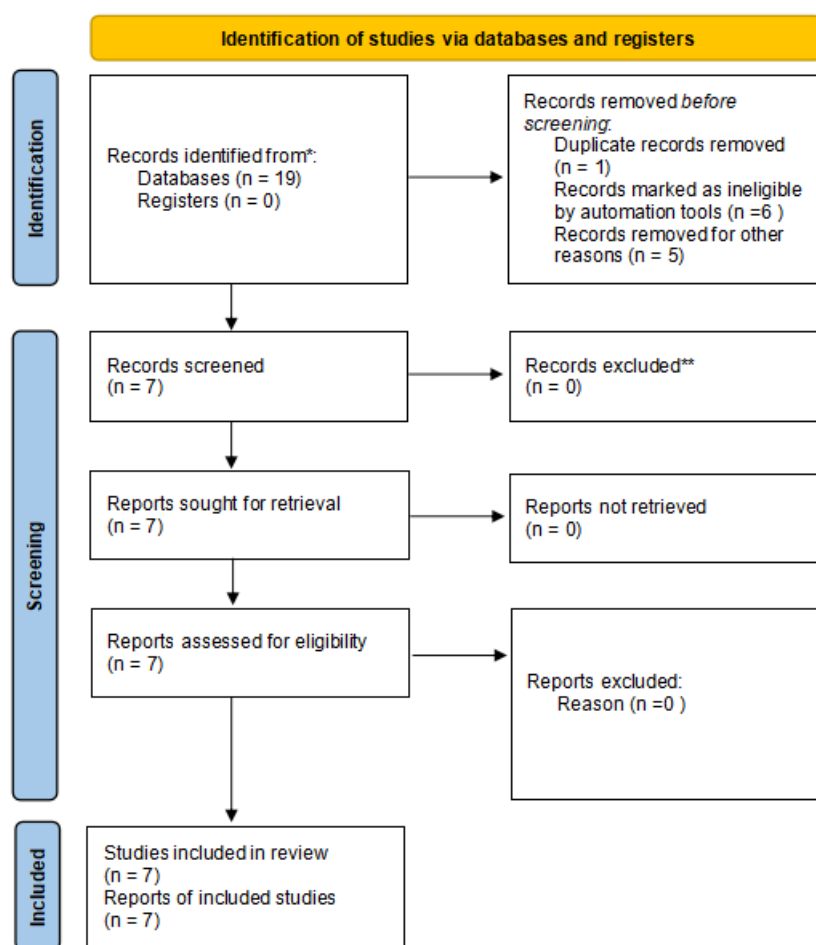 Identification of studies via databases and registers
Identification
Records identified from*:
Databases (n = 19)
Registers (n = 0)
Records removed before
screening:
Duplicate records removed
(n = 1)
Records marked as ineligible
by automation tools (n =6 )
Records removed for other
reasons (n = 5)
Screening
Records screened
(n = 7)
Records excluded**
(n = 0)
Reports sought for retrieval
(n = 7)
Reports not retrieved
(n = 0)
Reports assessed for eligibility
(n = 7)
Reports excluded:
Reason (n =0 )
Included
Studies included in review
(n = 7)
Reports of included studies
(n = 7)